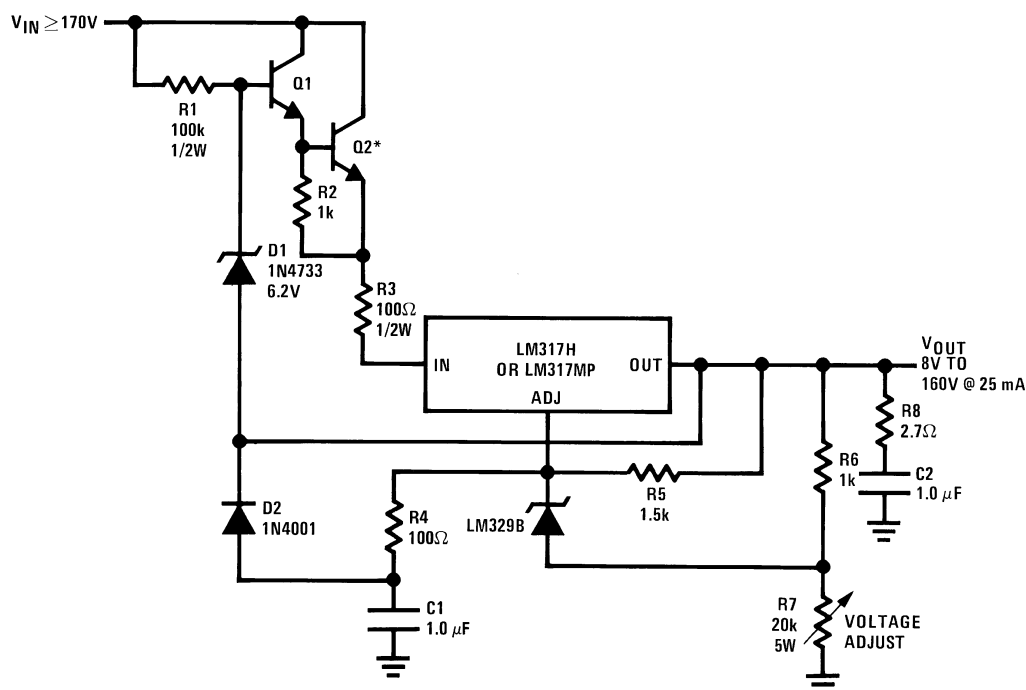 VIN ≥170V
R1
100k
1/2W
Q1
Q2*
R2
1k
D1
1N4733
6.2V
R3
100Ω
1/2W
LM317H
OR LM317MP
IN
OUT
ADJ
VOUT
8V TO
160V @ 25 mA
R8
2.7Ω
C2
1.0 μF
R6
1k
R5
1.5k
D2
1N4001
R4
100Ω
LM329B
C1
1.0 μF
R7
20k
5W
VOLTAGE
ADJUST